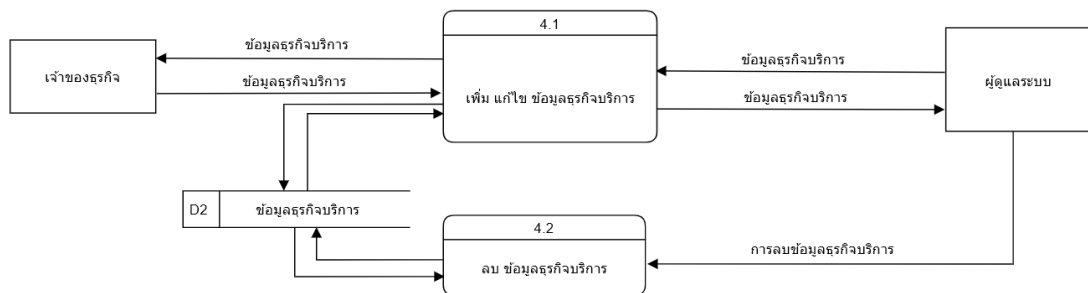 4.1
ข้อมูลธุรกิจบริการ
ข้อมูลธุรกิจบริการ
เจ้าของธุรกิจ
ผู้ดูแลระบบ
ข้อมูลธุรกิจบริการ
เพิ่ม แก้ไข ข้อมูลธุรกิจบริการ
ข้อมูลธุรกิจบริการ
D2
ข้อมูลธุรกิจบริการ
4.2
ลบ ข้อมูลธุรกิจบริการ
การลบข้อมูลธุรกิจบริการ